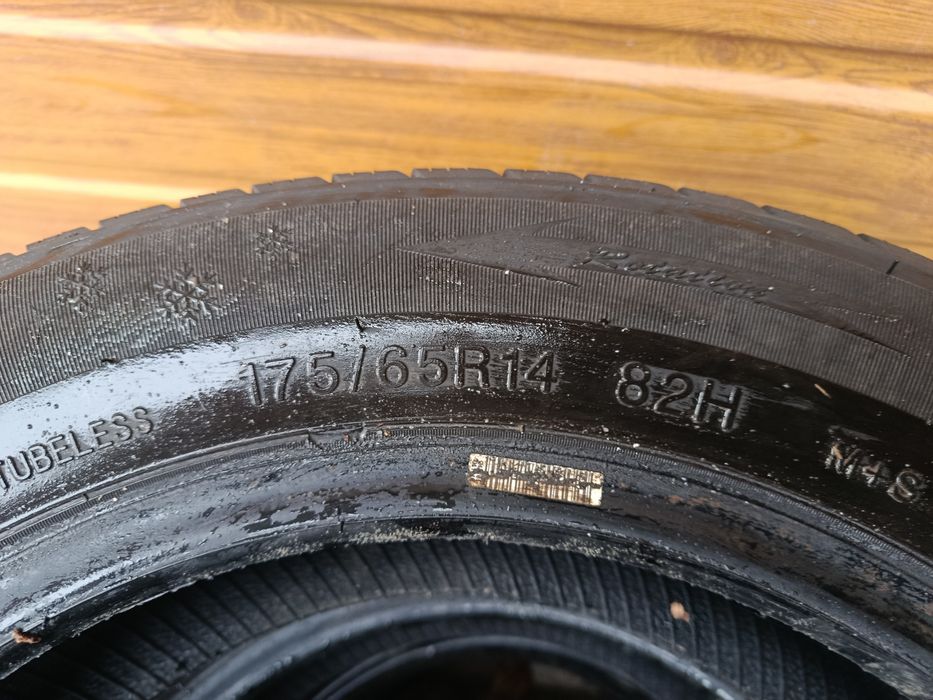 Rotation
175/65R14 82H
TUBELESS
M+S